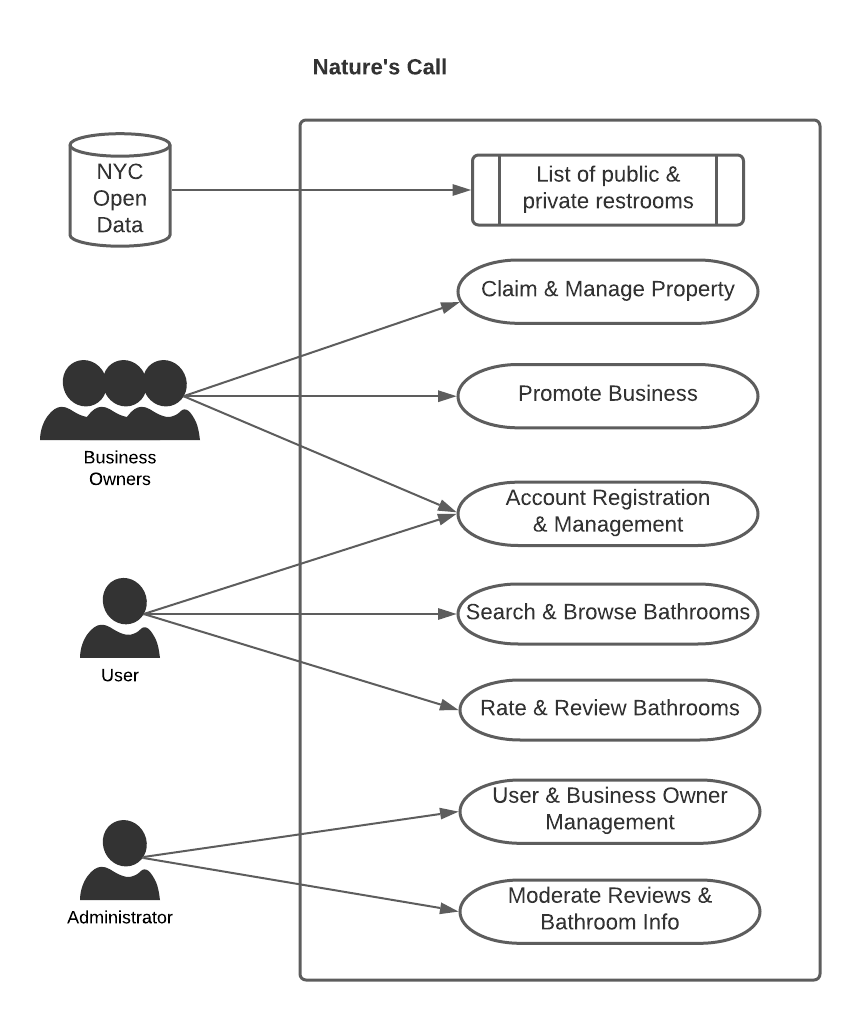 Nature's Call
NYC
Open
Data
List of public &
private restrooms
Claim & Manage Property
Promote Business
Business
Owners
Account Registration
& Management
Search & Browse Bathrooms
User
Rate & Review Bathrooms
User & Business Owner
Management
Administrator
Moderate Reviews &
Bathroom Info